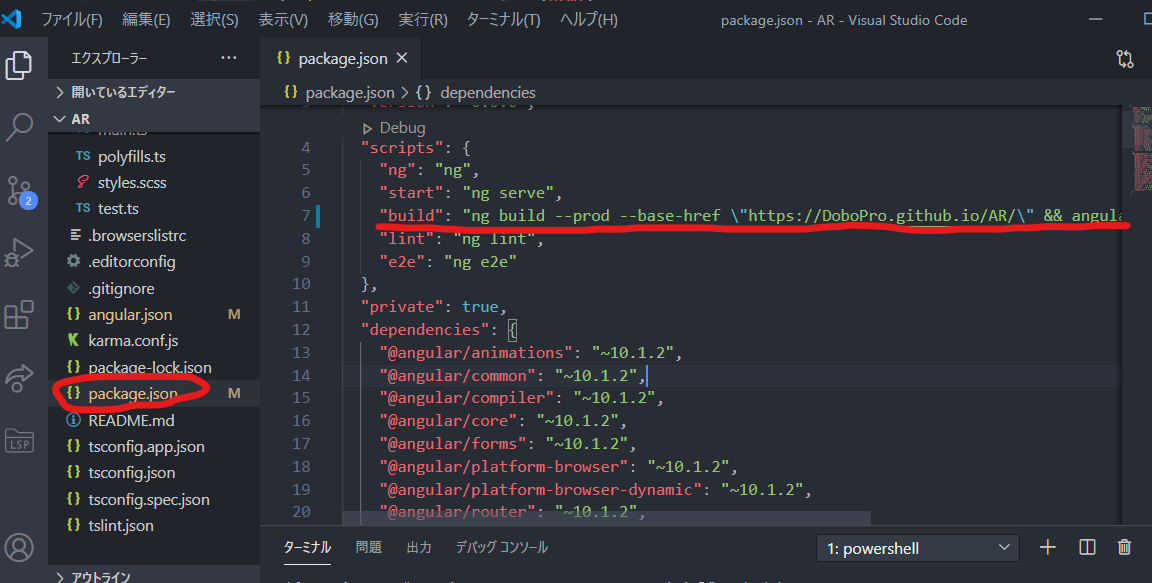 ファイル(F) 編集(E) 選択(S) 表示(V) 移動(G) 実行(R) ターミナル(T) ヘルプ(H) package.json - AR - Visual Studio Code
エクスプローラー ···
開いているエディター
AR
main.ts
TS polyfills.ts
styles.scss
TS test.ts
.browserslistrc
.editorconfig
.gitignore
{} angular.json M
karma.conf.js
{} package-lock.json
{} package.json M
README.md
{} tsconfig.app.json
{} tsconfig.json
{} tsconfig.spec.json
{} tslint.json
アウトライン
2
LSP
{} package.json ×
{} package.json > {} dependencies
Debug
4 "scripts": {
5 "ng": "ng",
6 "start": "ng serve",
7 "build": "ng build --prod --base-href \"https://DoboPro.github.io/AR/\" && angula
8 "lint": "ng lint",
9 "e2e": "ng e2e"
10 },
11 "private": true,
12 "dependencies": {
13 "@angular/animations": "~10.1.2",
14 "@angular/common": "~10.1.2",
15 "@angular/compiler": "~10.1.2",
16 "@angular/core": "~10.1.2",
17 "@angular/forms": "~10.1.2",
18 "@angular/platform-browser": "~10.1.2",
19 "@angular/platform-browser-dynamic": "~10.1.2",
20 "@angular/router": "~10.1.2",
ターミナル 問題 出力 デバッグ コンソール 1: powershell